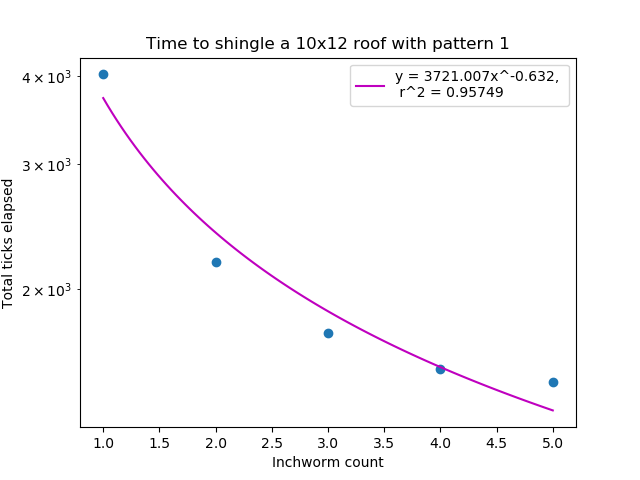 Time to shingle a 10x12 roof with pattern 1
y = 3721.007x^-0.632,
r^2 = 0.95749
4 × 10³
3 × 10³
2 × 10³
Total ticks elapsed
1.0 1.5 2.0 2.5 3.0 3.5 4.0 4.5 5.0
Inchworm count